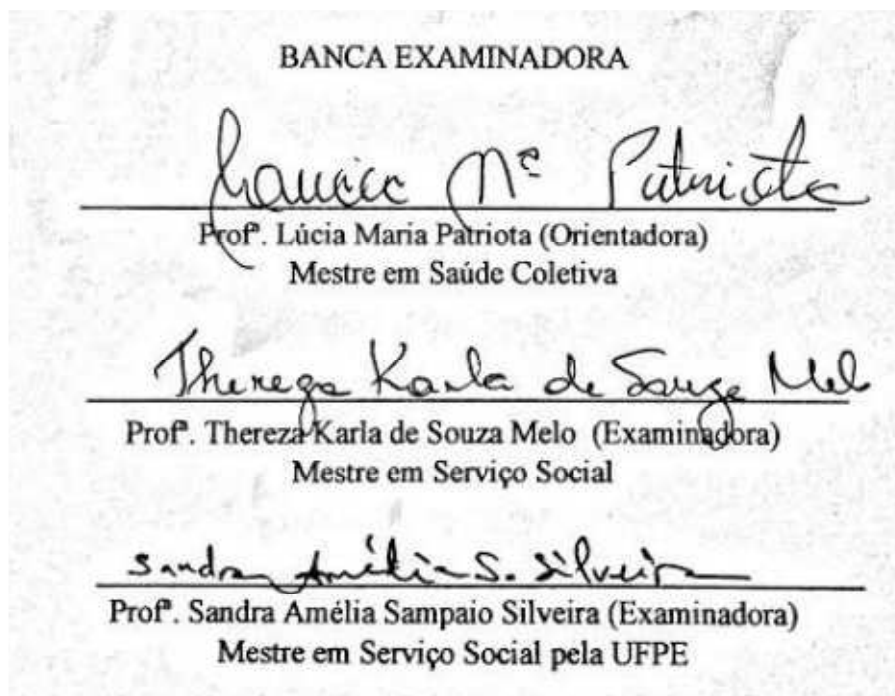 BANCA EXAMINADORA
Lúcia Mª Patriota
Profª. Lúcia Maria Patriota (Orientadora)
Mestre em Saúde Coletiva
Thereza Karla de Souza Melo
Profª. Thereza Karla de Souza Melo (Examinadora)
Mestre em Serviço Social
Sandra Amélia S. Silveira
Profª. Sandra Amélia Sampaio Silveira (Examinadora)
Mestre em Serviço Social pela UFPE